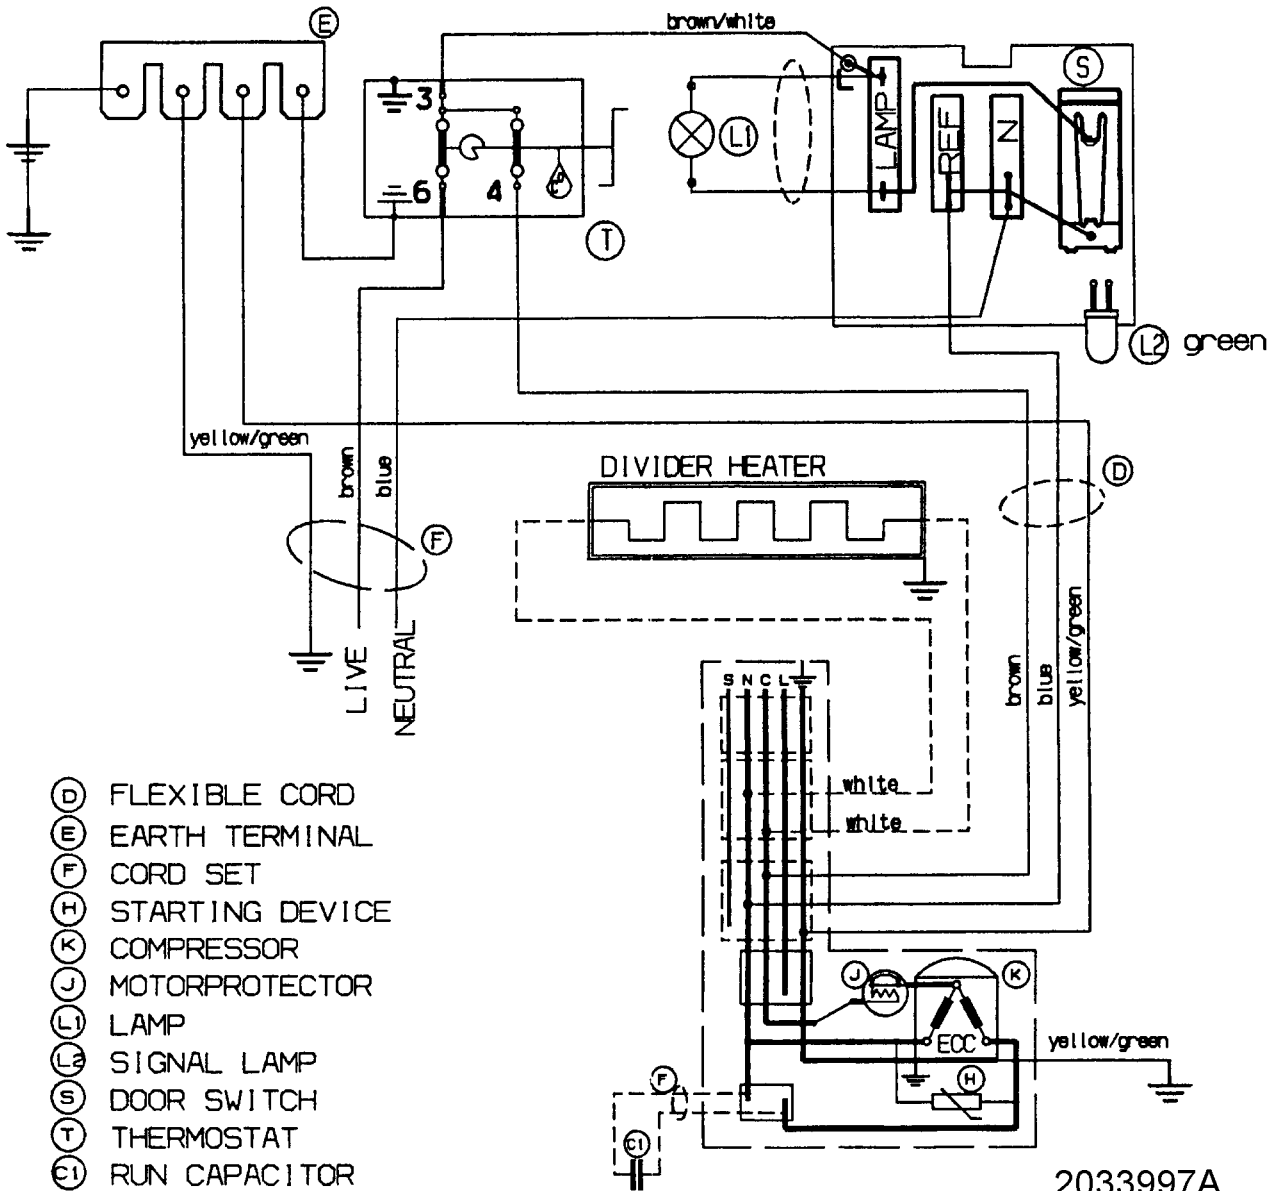 E
brown/white
S
3
LAMP
REF
N
L1
6
4
C°
T
L2 green
yellow/green
brown
blue
DIVIDER HEATER
D
F
LIVE
NEUTRAL
brown
blue
yellow/green
S N C L
white
white
J
K
ECC
yellow/green
F
H
C1
D FLEXIBLE CORD
E EARTH TERMINAL
F CORD SET
H STARTING DEVICE
K COMPRESSOR
J MOTORPROTECTOR
L1 LAMP
L2 SIGNAL LAMP
S DOOR SWITCH
T THERMOSTAT
C1 RUN CAPACITOR
2033997A